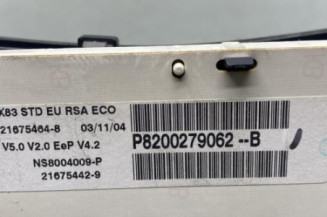 X83 STD EU RSA ECO
21675464-8 03/11/04
V5.0 V2.0 EeP V4.2
NS8004009-P
21675442-9
P8200279062--B